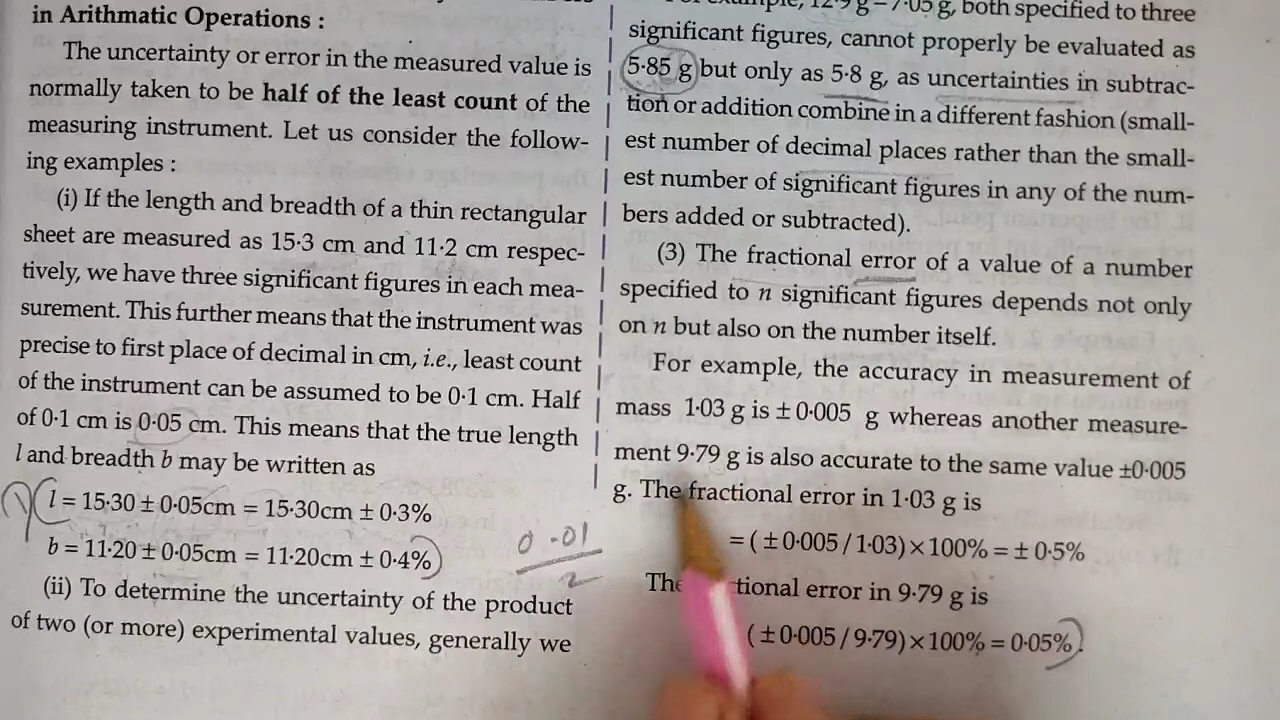 in Arithmatic Operations :
The uncertainty or error in the measured value is
normally taken to be half of the least count of the
measuring instrument. Let us consider the follow-
ing examples :
(i) If the length and breadth of a thin rectangular
sheet are measured as 15·3 cm and 11·2 cm respec-
tively, we have three significant figures in each mea-
surement. This further means that the instrument was
precise to first place of decimal in cm, i.e., least count
of the instrument can be assumed to be 0·1 cm. Half
of 0·1 cm is 0·05 cm. This means that the true length
l and breadth b may be written as
l = 15·30 ± 0·05cm = 15·30cm ± 0·3%
b = 11·20 ± 0·05cm = 11·20cm ± 0·4%
0·01
2
(ii) To determine the uncertainty of the product
of two (or more) experimental values, generally we
example, 12·9 g – 7·05 g, both specified to three
significant figures, cannot properly be evaluated as
5·85 g but only as 5·8 g, as uncertainties in subtrac-
tion or addition combine in a different fashion (small-
est number of decimal places rather than the small-
est number of significant figures in any of the num-
bers added or subtracted).
(3) The fractional error of a value of a number
specified to n significant figures depends not only
on n but also on the number itself.
For example, the accuracy in measurement of
mass 1·03 g is ± 0·005 g whereas another measure-
ment 9·79 g is also accurate to the same value ±0·005
g. The fractional error in 1·03 g is
= ( ± 0·005 / 1·03) × 100% = ± 0·5%
The fractional error in 9·79 g is
( ± 0·005 / 9·79) × 100% = 0·05%.